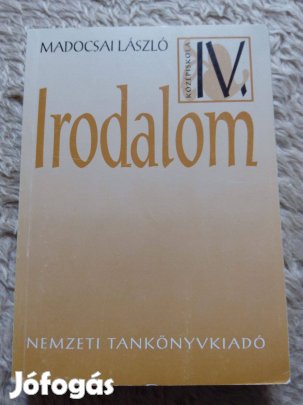 MADOCSAI LÁSZLÓ
KÖZÉPISKOLA
IV.
Irodalom
NEMZETI TANKÖNYVKIADÓ
Jófogás